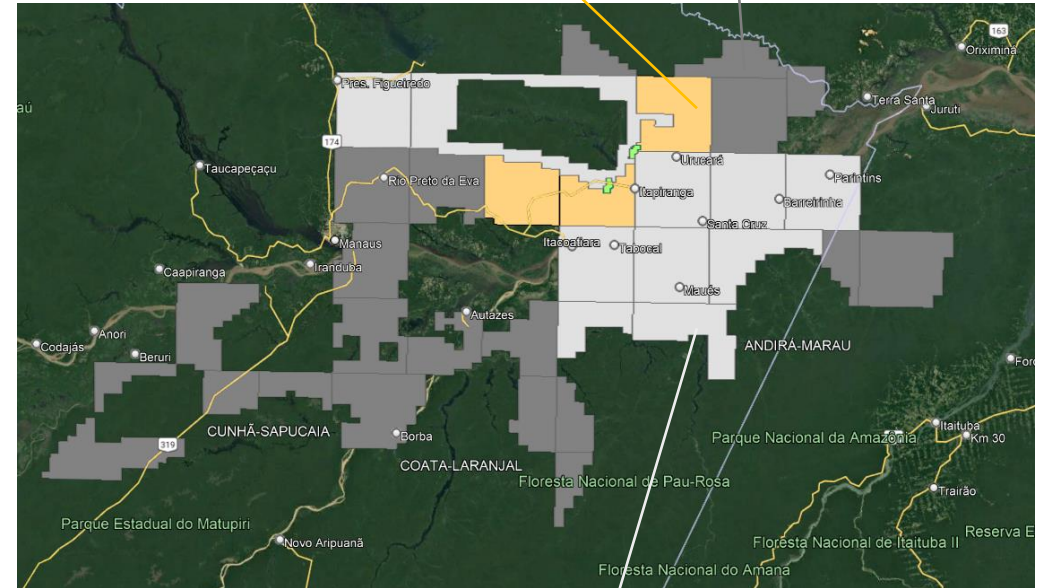 163
Oriximiná
Pres. Figueiredo
Terra Santa
Juruti
aú
174
Taucapeçaçu
Rio Preto da Eva
Urucará
Parintins
Itapiranga
Barreirinha
Santa Cruz
Manaus
Itacoatiara
Tabocal
Caapiranga
Iranduba
Maués
Autazes
Anori
Codajás
Beruri
ANDIRÁ-MARAU
Ford
CUNHÃ-SAPUCAIA
Borba
319
Itaituba
Parque Nacional da Amazônia
Km 30
COATA-LARANJAL
Floresta Nacional de Pau-Rosa
Trairão
Parque Estadual do Matupiri
Reserva E
Novo Aripuanã
Floresta Nacional de Itaituba II
Floresta Nacional do Amana